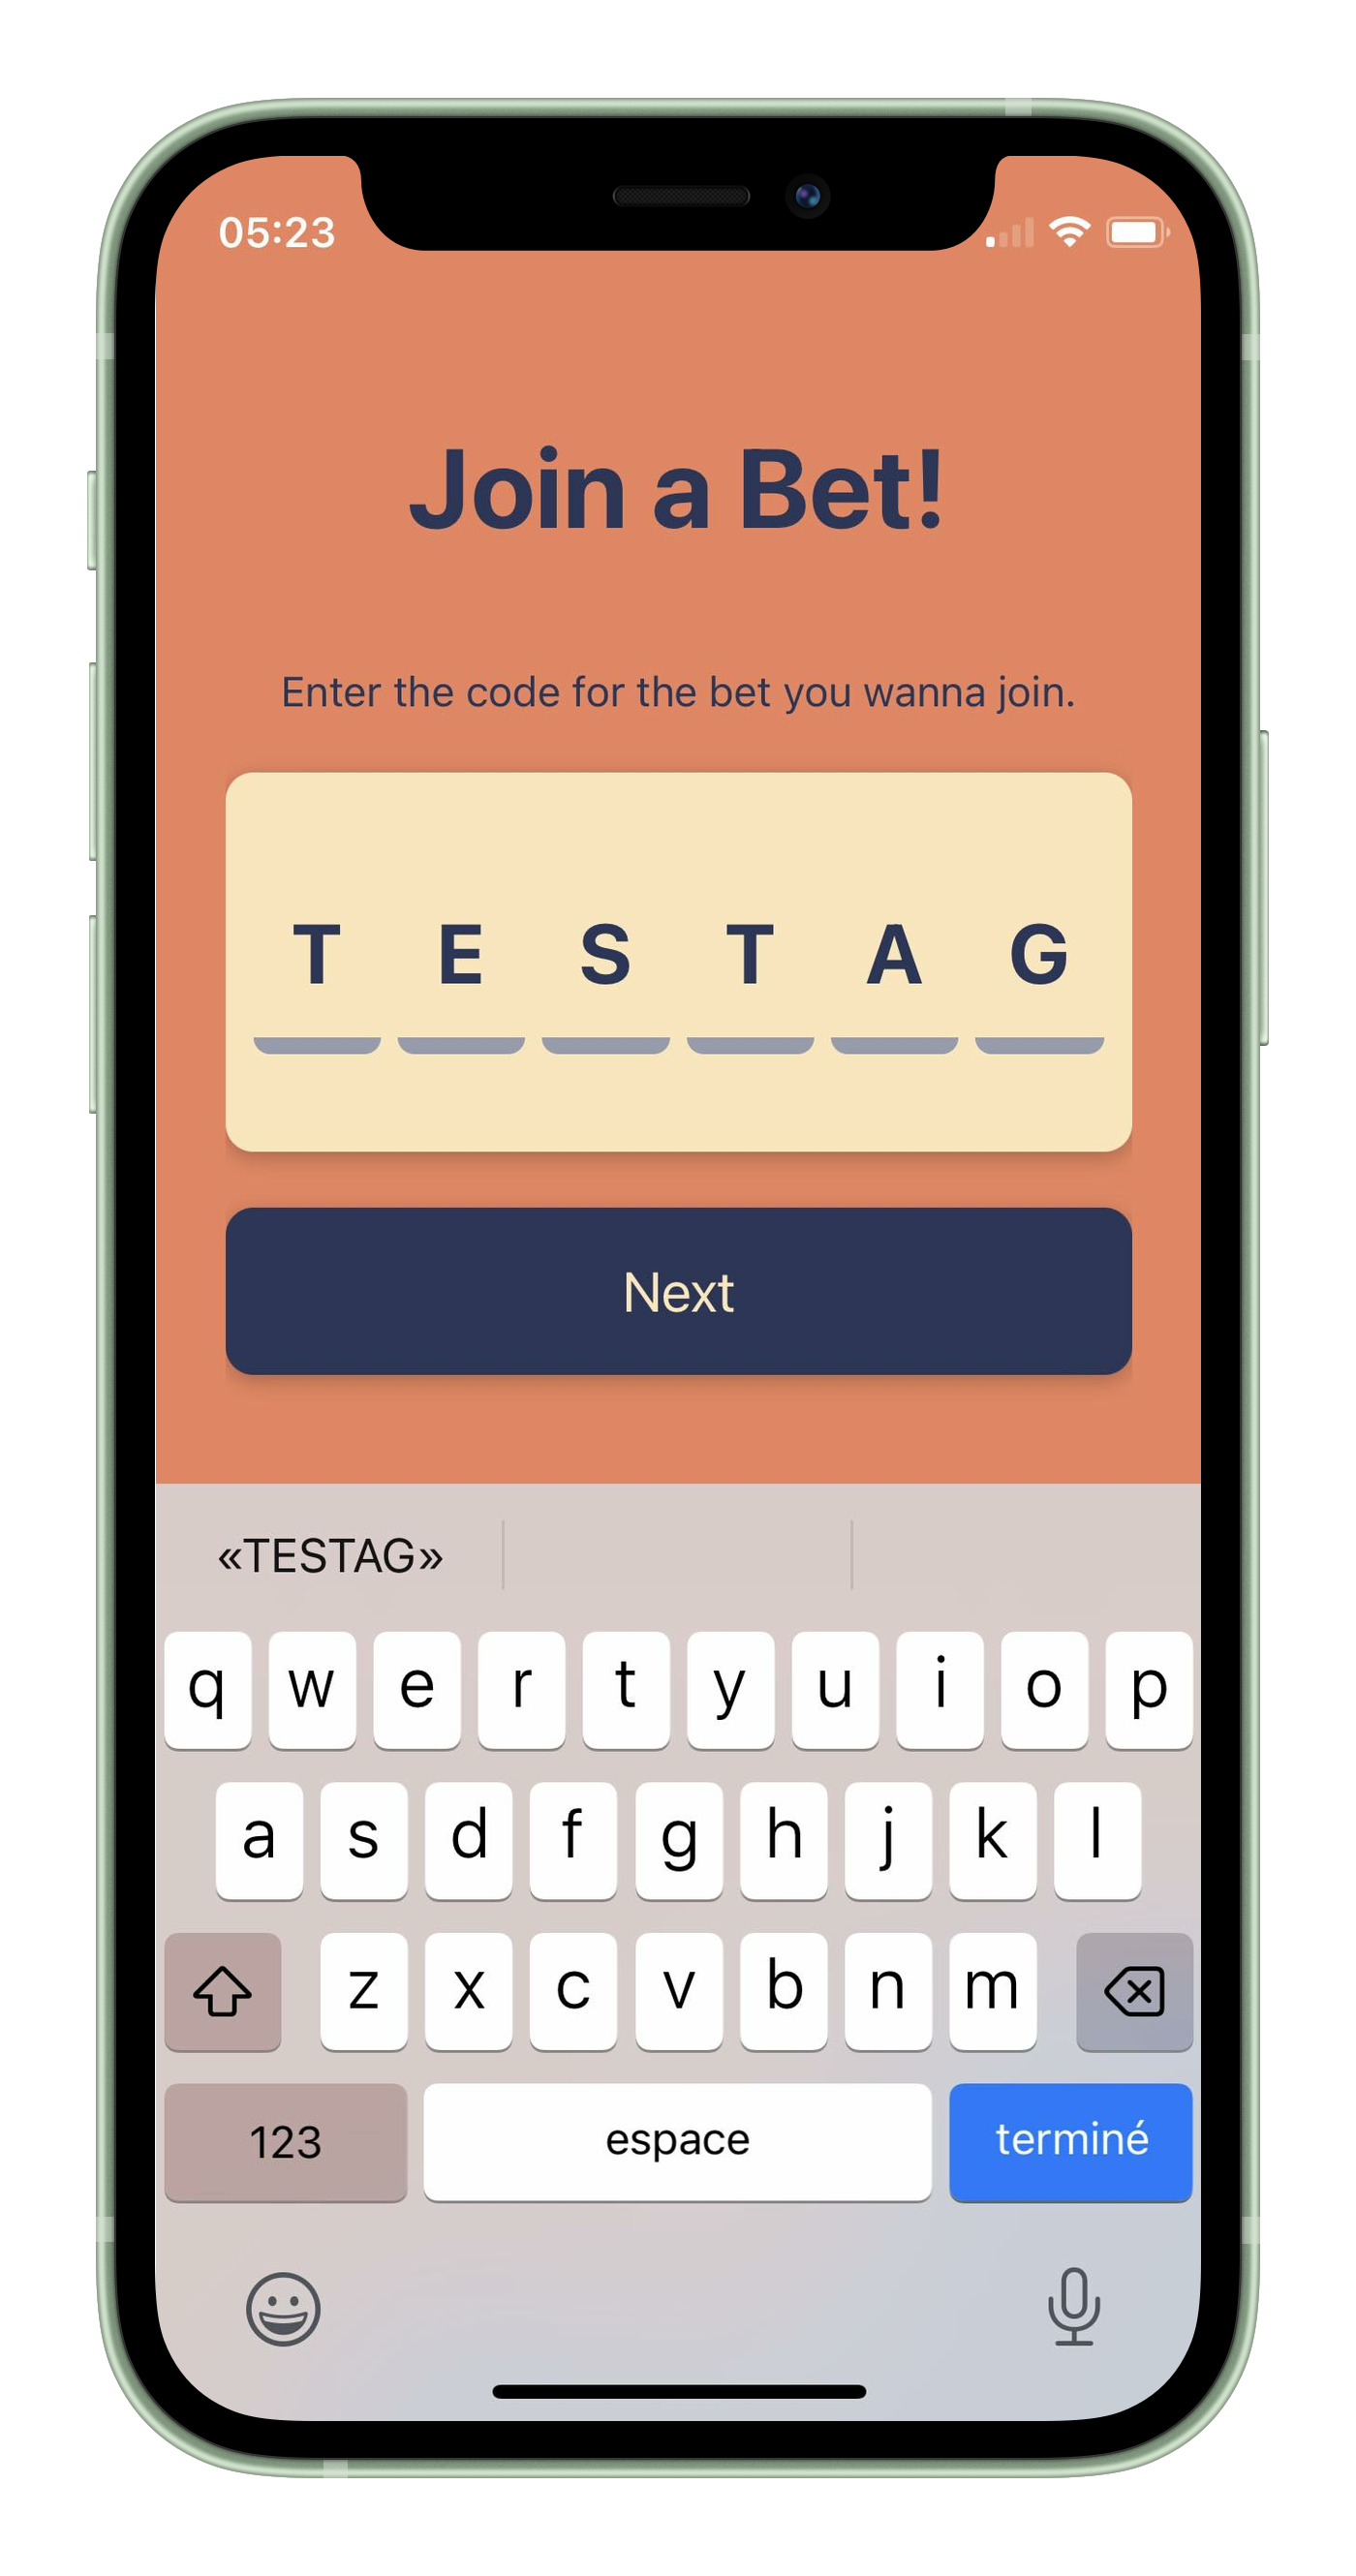 05:23
Join a Bet!
Enter the code for the bet you wanna join.
T E S T A G
Next
«TESTAG»
q w e r t y u i o p
a s d f g h j k l
z x c v b n m
123 espace terminé